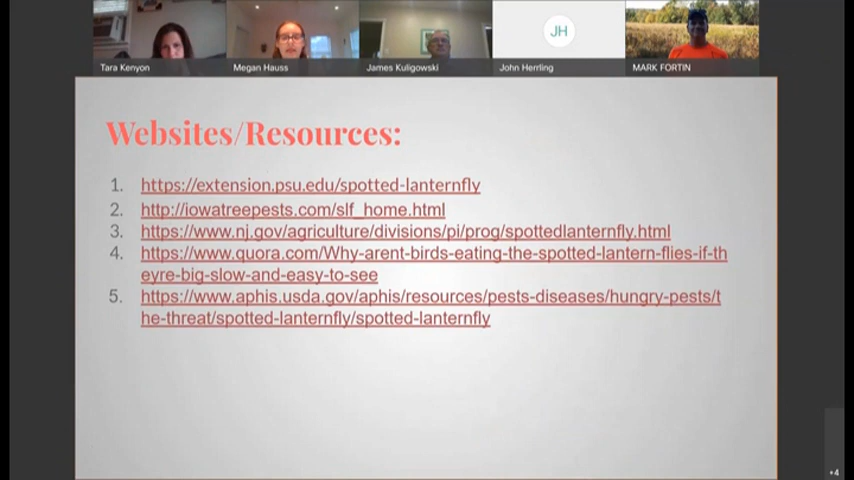 JH
Tara Kenyon
Megan Hauss
James Kuligowski
John Herrling
MARK FORTIN
Websites/Resources:
1. https://extension.psu.edu/spotted-lanternfly
2. http://iowatreepests.com/slf_home.html
3. https://www.nj.gov/agriculture/divisions/pi/prog/spottedlanternfly.html
4. https://www.quora.com/Why-arent-birds-eating-the-spotted-lantern-flies-if-th
eyre-big-slow-and-easy-to-see
5. https://www.aphis.usda.gov/aphis/resources/pests-diseases/hungry-pests/t
he-threat/spotted-lanternfly/spotted-lanternfly
+4